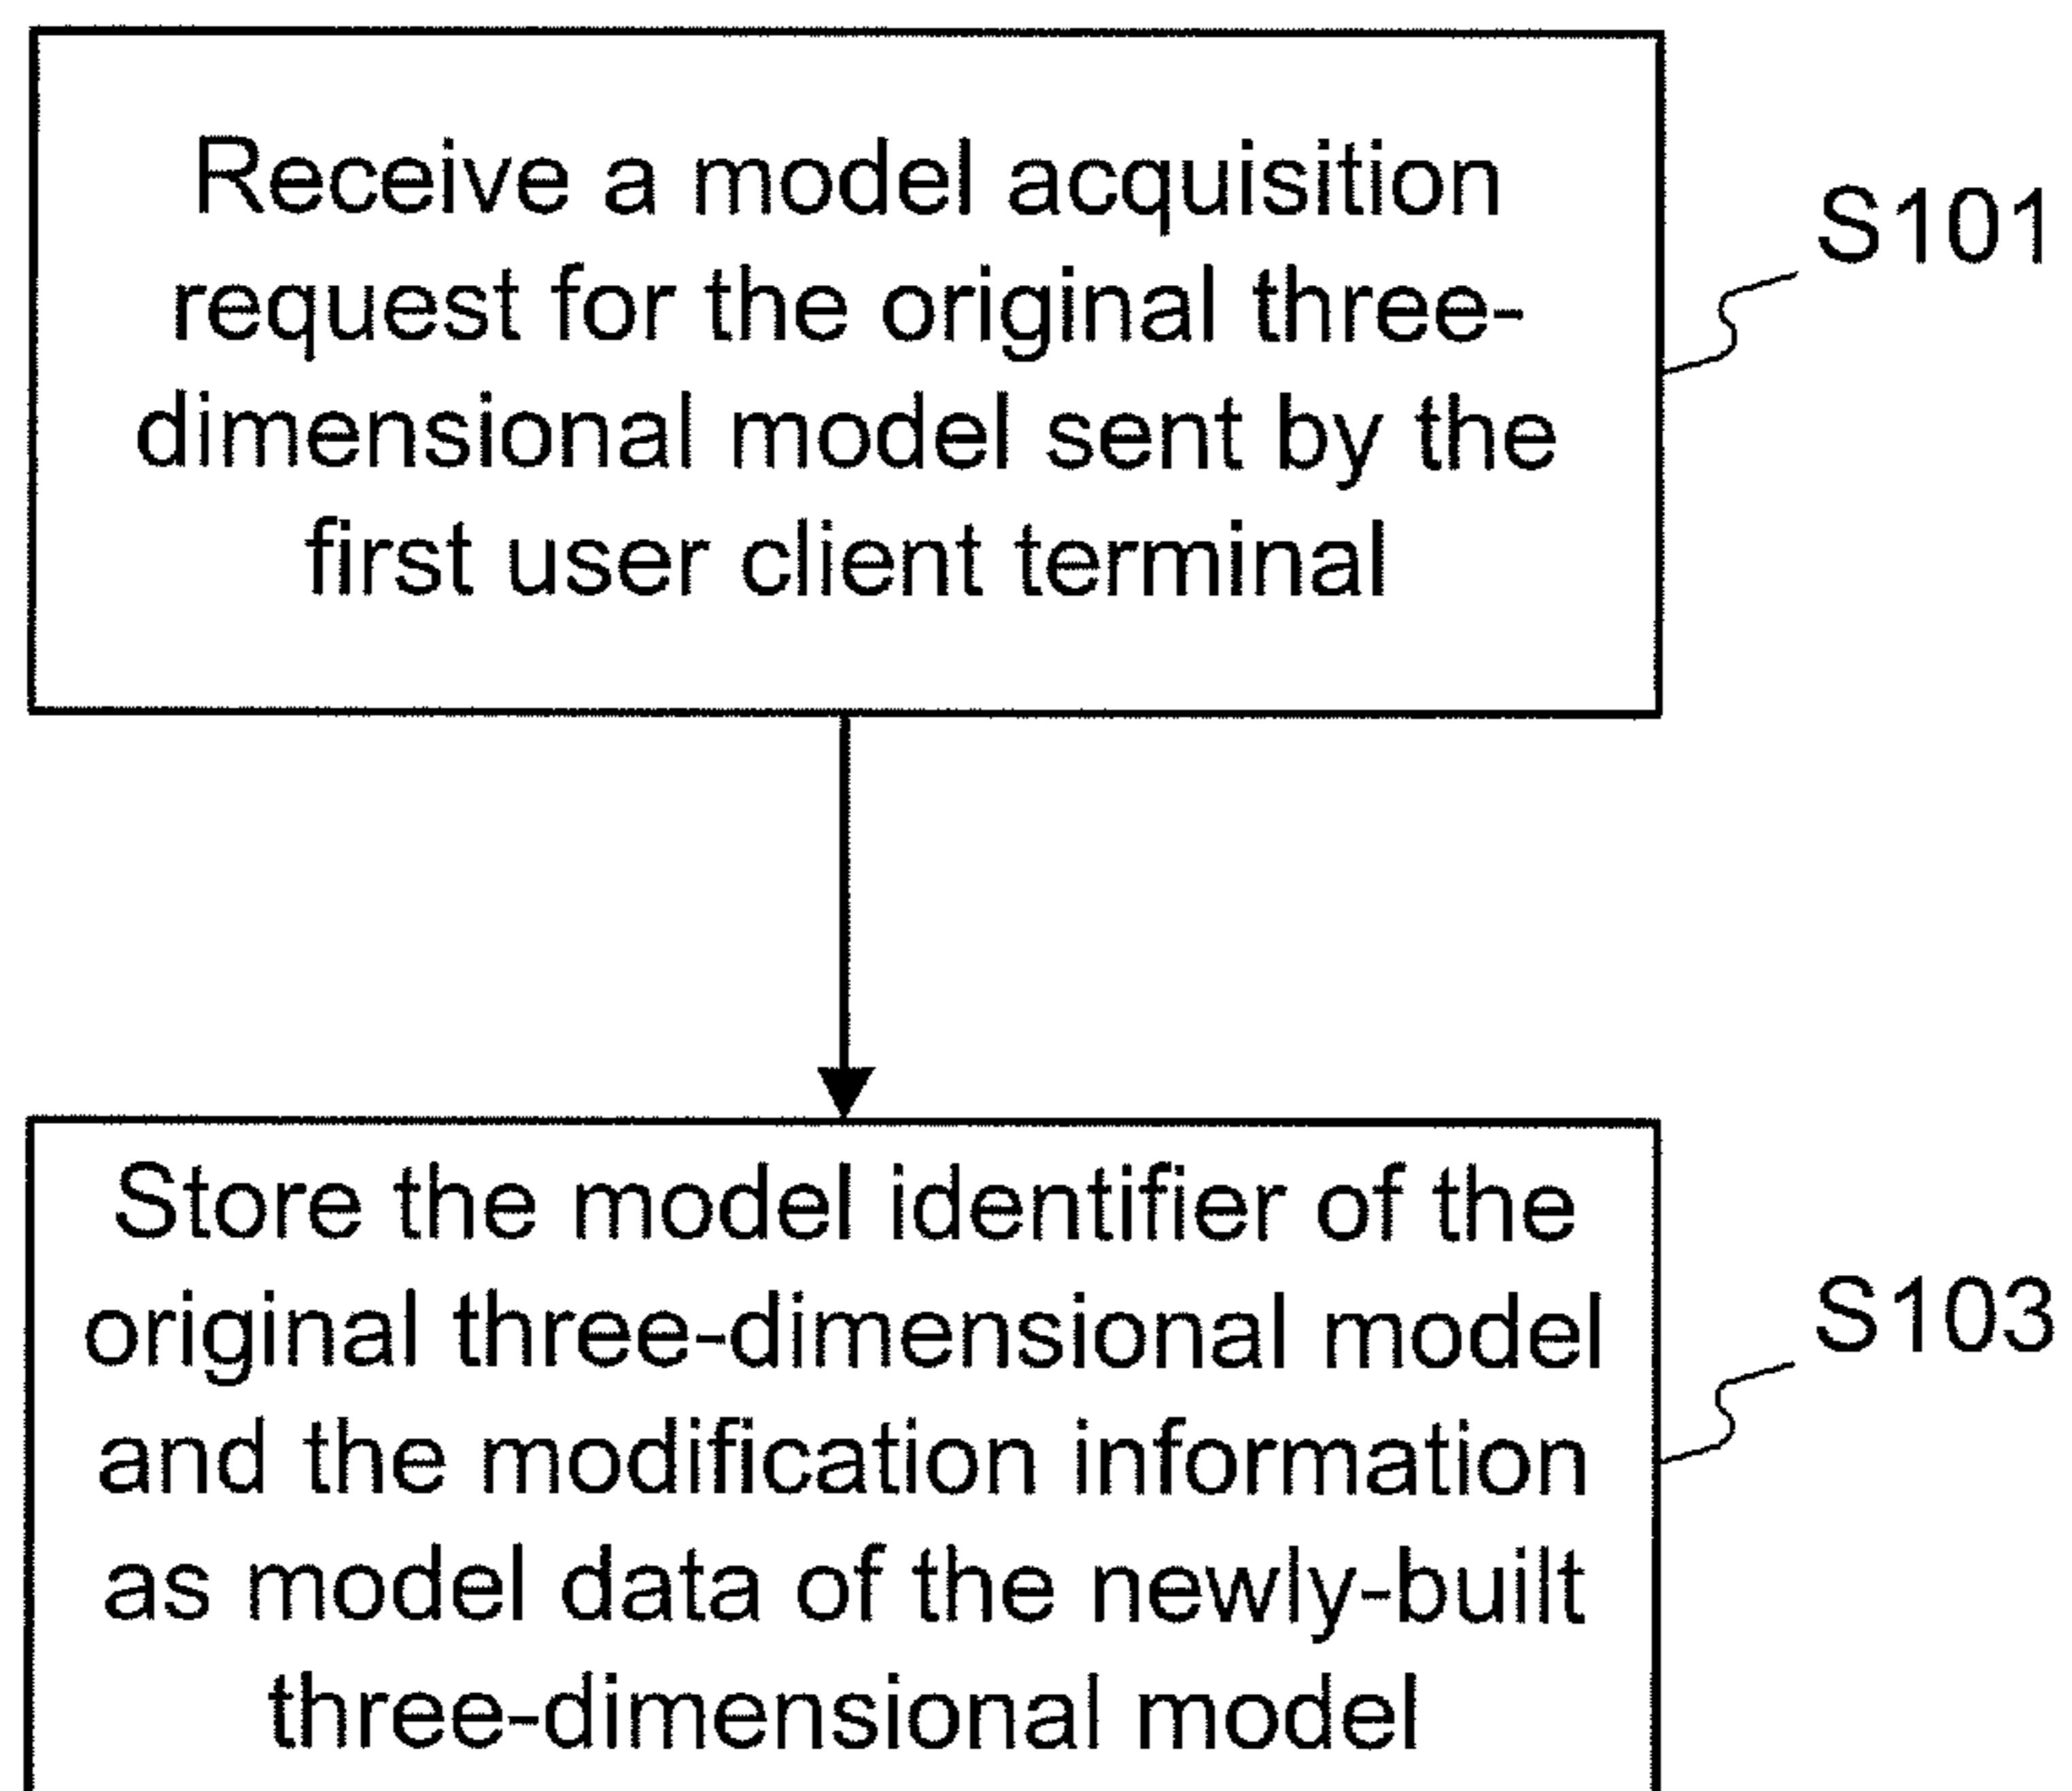 Receive a model acquisition
request for the original three-
dimensional model sent by the
first user client terminal
S101
Store the model identifier of the
original three-dimensional model
and the modification information
as model data of the newly-built
three-dimensional model
S103